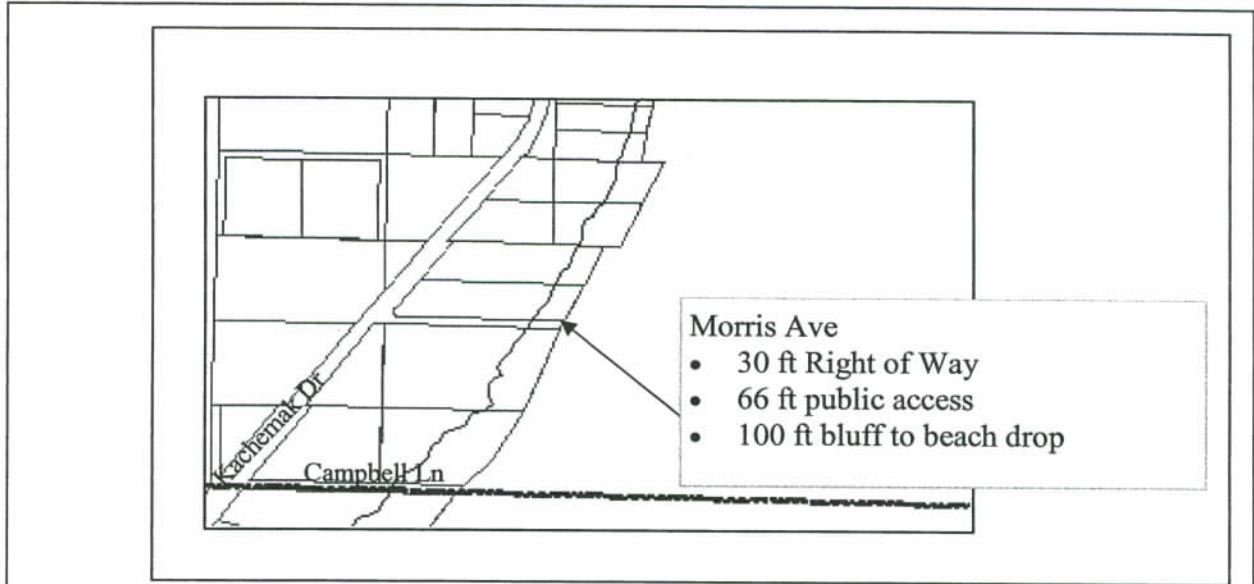 Morris Ave
• 30 ft Right of Way
• 66 ft public access
• 100 ft bluff to beach drop
Kachemak Dr
Campbell Ln